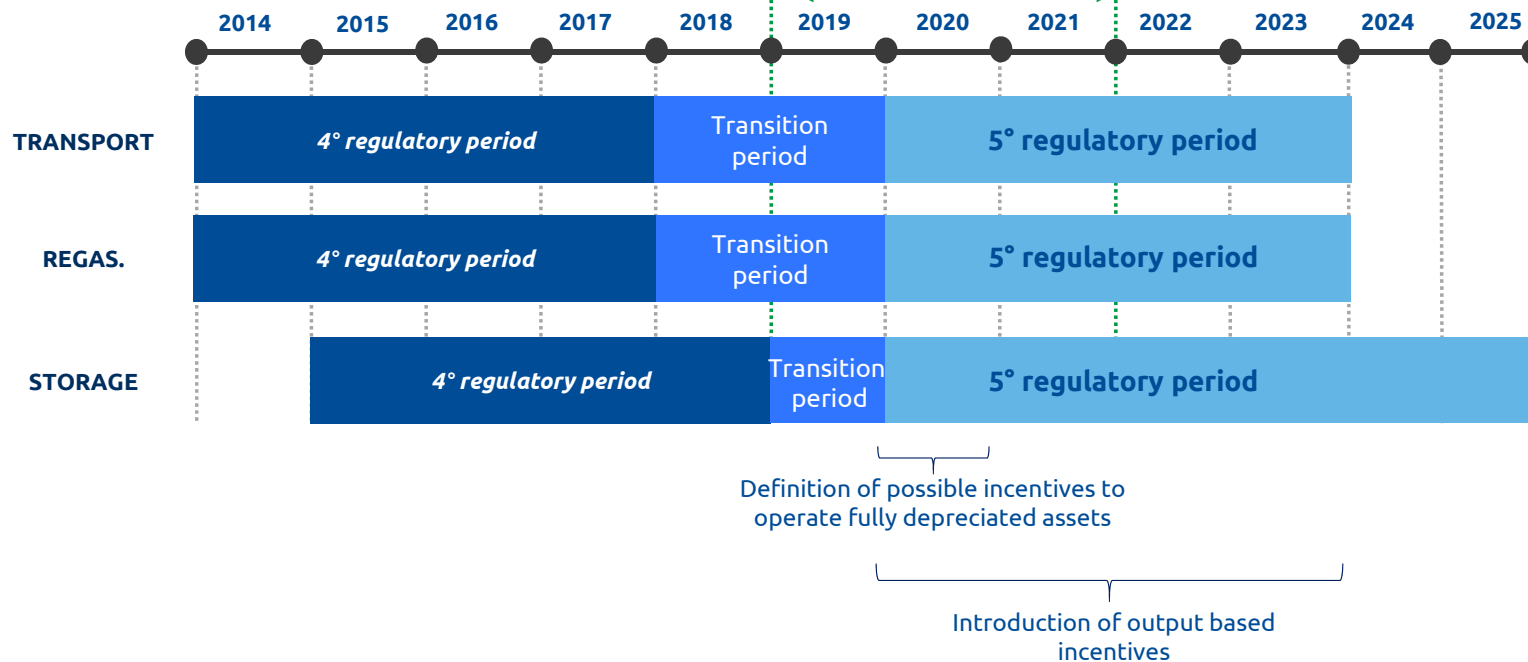 2014 2015 2016 2017 2018 2019 2020 2021 2022 2023 2024 2025
TRANSPORT
4° regulatory period
Transition
period
5° regulatory period
REGAS.
4° regulatory period
Transition
period
5° regulatory period
STORAGE
4° regulatory period
Transition
period
5° regulatory period
Definition of possible incentives to
operate fully depreciated assets
Introduction of output based
incentives